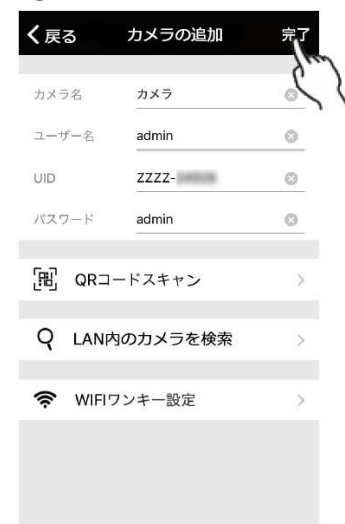 戻る カメラの追加 完了
カメラ名 カメラ
ユーザー名 admin
UID ZZZZ-
パスワード admin
QRコードスキャン
LAN内のカメラを検索
WIFIワンキー設定